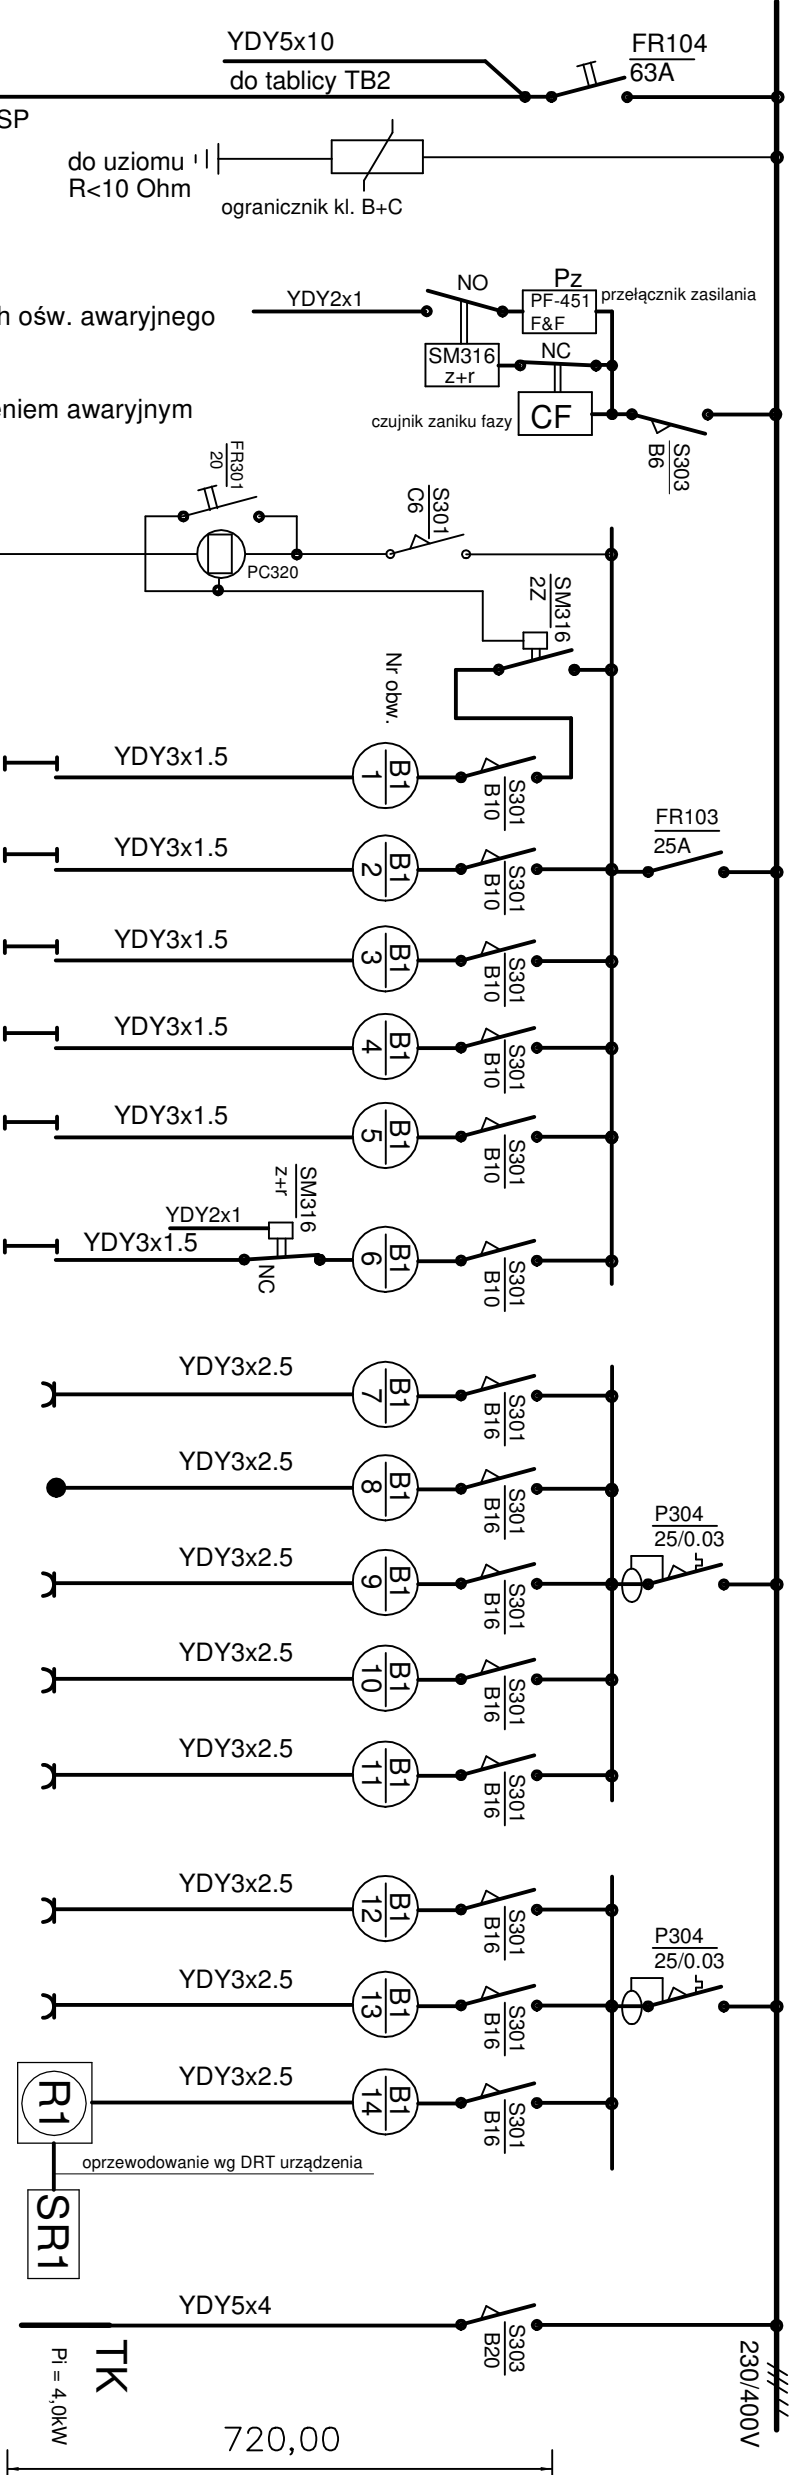 YDY5x10
FR104
do tablicy TB2
63A
SP
do uziomu
R<10 Ohm
ogranicznik kl. B+C
NO
Pz
YDY2x1
PF-451
F&F
przełącznik zasilania
h ośw. awaryjnego
SM316
z+r
NC
eniem awaryjnym
czujnik zaniku fazy
CF
S303
B6
FR301
20
S301
C6
PC320
SM316
2Z
Nr obw.
YDY3x1.5
B1
1
S301
B10
FR103
25A
YDY3x1.5
B1
2
S301
B10
YDY3x1.5
B1
3
S301
B10
YDY3x1.5
B1
4
S301
B10
YDY3x1.5
B1
5
S301
B10
SM316
z+r
YDY2x1
YDY3x1.5
NC
B1
6
S301
B10
YDY3x2.5
B1
7
S301
B16
YDY3x2.5
B1
8
S301
B16
P304
25/0.03
YDY3x2.5
B1
9
S301
B16
YDY3x2.5
B1
10
S301
B16
YDY3x2.5
B1
11
S301
B16
YDY3x2.5
B1
12
S301
B16
P304
25/0.03
YDY3x2.5
B1
13
S301
B16
YDY3x2.5
B1
14
S301
B16
R1
oprzewodowanie wg DRT urządzenia
SR1
YDY5x4
S303
B20
TK
Pi = 4,0kW
230/400V
720,00